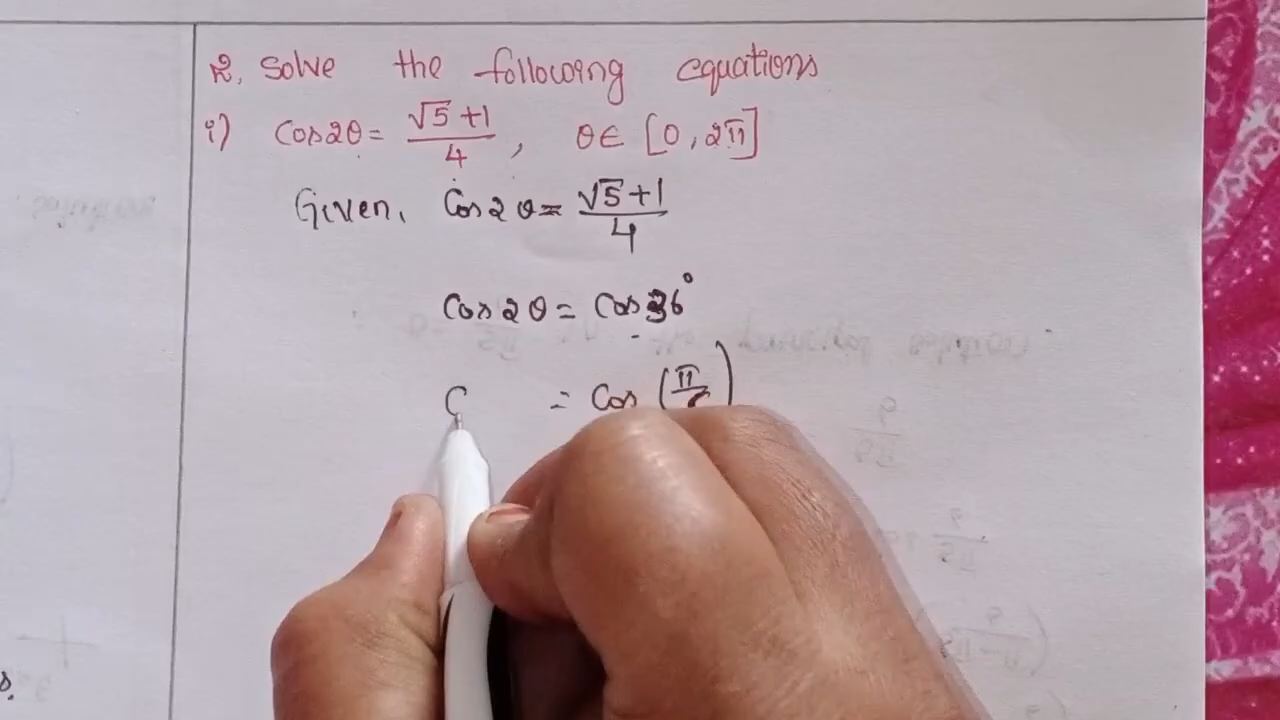 2, Solve the following equations
i) Cos2θ = √5+1/4, θ∈ [0, 2π]
Given, Cos2θ = √5+1/4
Cos2θ = Cos36°
C = Cos (π/